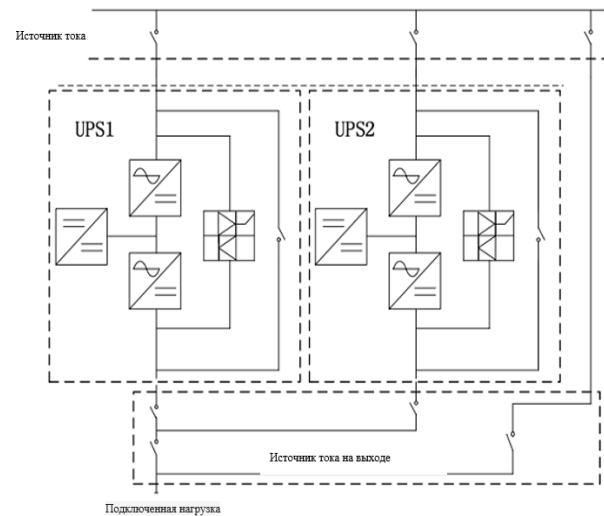 Источник тока
UPS1
UPS2
Источник тока на выходе
Подключенная нагрузка